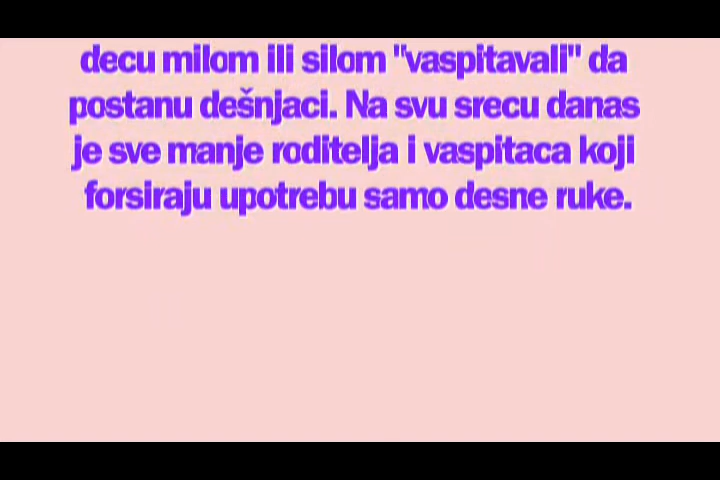 decu milom ili silom "vaspitavali" da
postanu dešnjaci. Na svu srecu danas
je sve manje roditelja i vaspitaca koji
forsiraju upotrebu samo desne ruke.